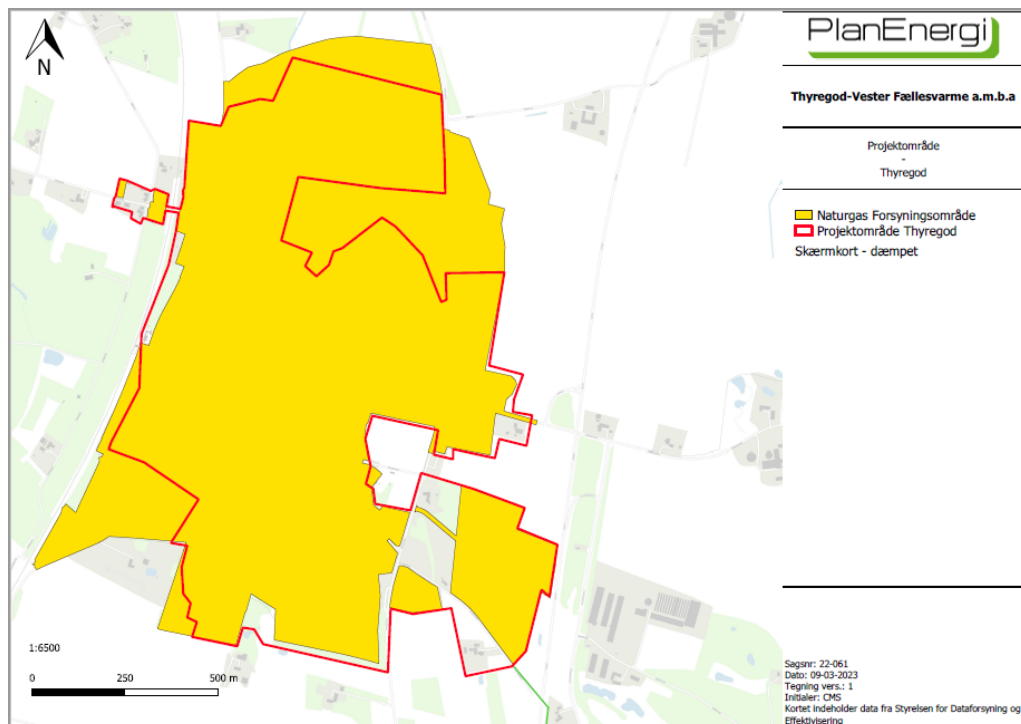 N
PlanEnergi
Thyregod-Vester Fællesvarme a.m.b.a
Projektområde
-
Thyregod
Naturgas Forsyningsområde
Projektområde Thyregod
Skærmkort - dæmpet
1:6500
0 250 500 m
Sagsnr: 22-061
Dato: 09-03-2023
Tegning vers.: 1
Initialer: CMS
Kortet indeholder data fra Styrelsen for Dataforsyning og
Effektivisering